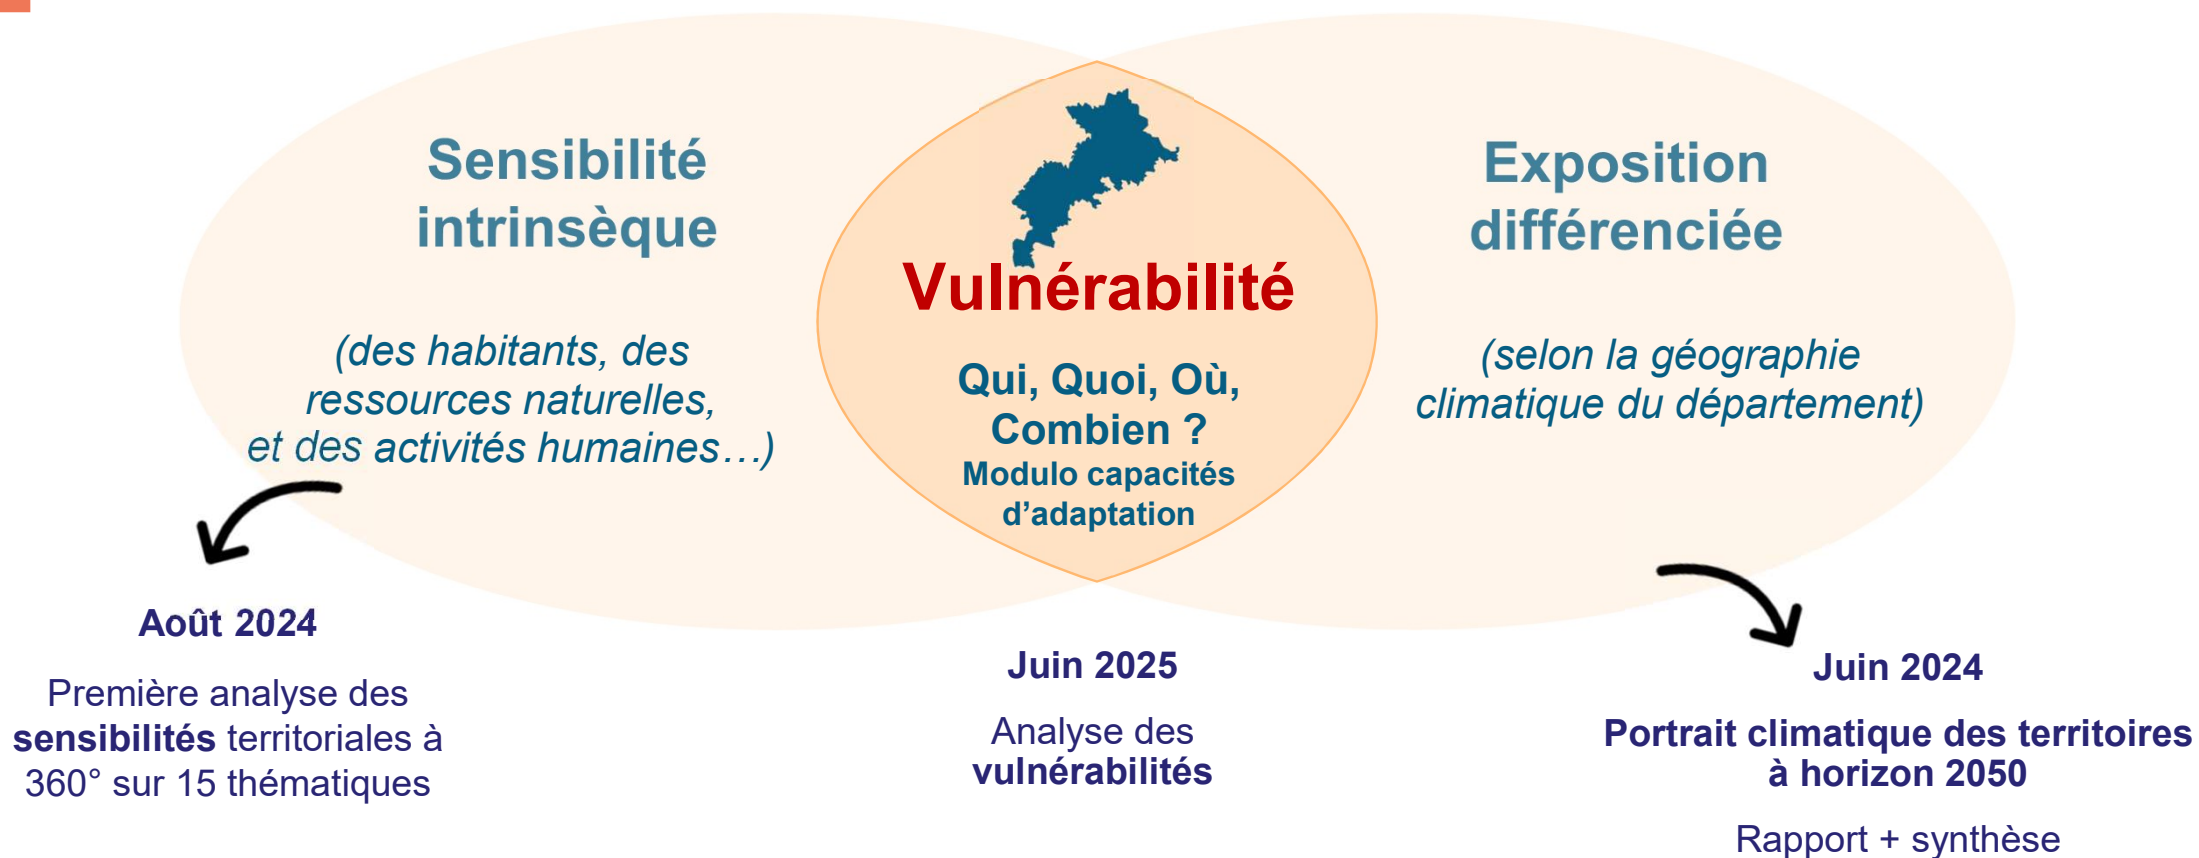 Sensibilité
intrinsèque
(des habitants, des
ressources naturelles,
et des activités humaines…)
Vulnérabilité
Qui, Quoi, Où,
Combien ?
Modulo capacités
d’adaptation
Exposition
différenciée
(selon la géographie
climatique du département)
Août 2024
Première analyse des
sensibilités territoriales à
360° sur 15 thématiques
Juin 2025
Analyse des
vulnérabilités
Juin 2024
Portrait climatique des territoires
à horizon 2050
Rapport + synthèse